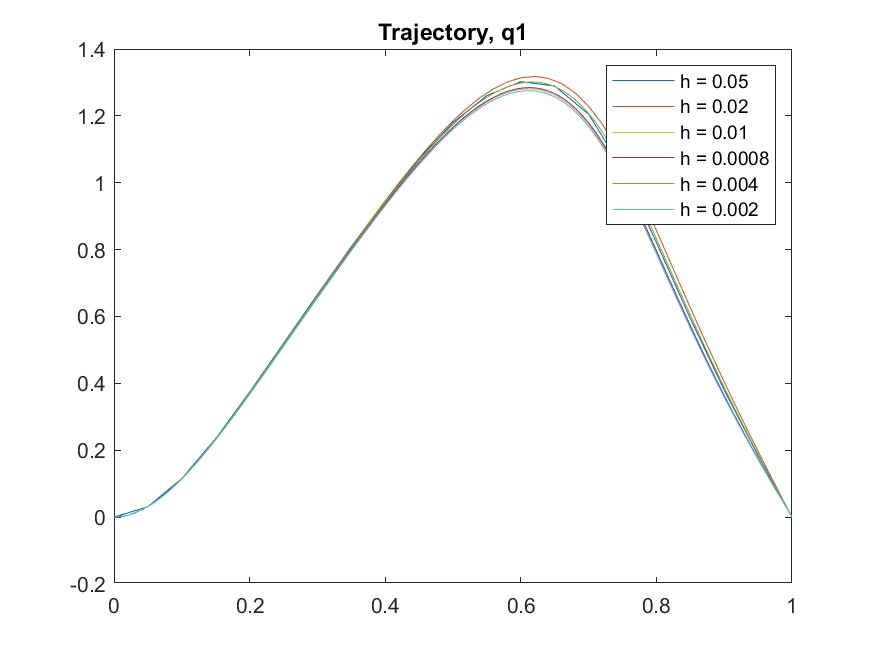 Trajectory, q1
1.4
1.2
1
0.8
0.6
0.4
0.2
0
-0.2
h = 0.05
h = 0.02
h = 0.01
h = 0.0008
h = 0.004
h = 0.002
0 0.2 0.4 0.6 0.8 1